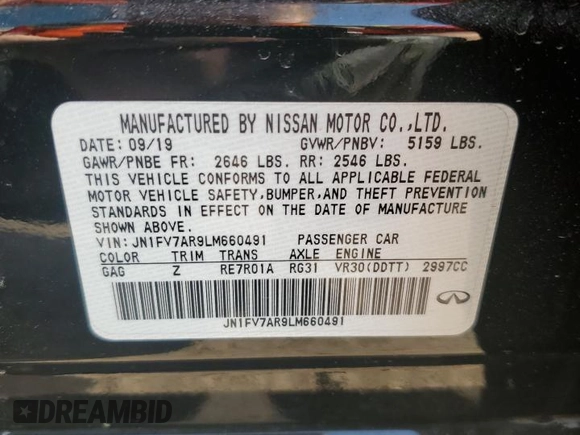 MANUFACTURED BY NISSAN MOTOR CO.,LTD.
DATE: 09/19 GVWR/PNBV: 5159 LBS.
GAWR/PNBE FR: 2646 LBS. RR: 2546 LBS.
THIS VEHICLE CONFORMS TO ALL APPLICABLE FEDERAL
MOTOR VEHICLE SAFETY,BUMPER,AND THEFT PREVENTION
STANDARDS IN EFFECT ON THE DATE OF MANUFACTURE
SHOWN ABOVE.
VIN:JN1FV7AR9LM660491 PASSENGER CAR
COLOR TRIM TRANS AXLE ENGINE
GAG Z RE7R01A RG31 VR30(DDTT) 2997CC
JN1FV7AR9LM660491
DREAMBID